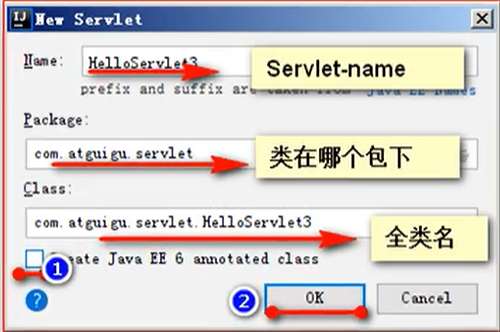 IJ New Servlet
Name: HelloServlet3
Servlet-name
prefix and suffix are taken from Java EE Names
Package:
com.atguigu.servlet
类在哪个包下
Class:
com.atguigu.servlet.HelloServlet3
全类名
Create Java EE 6 annotated class
1
? 2 OK Cancel